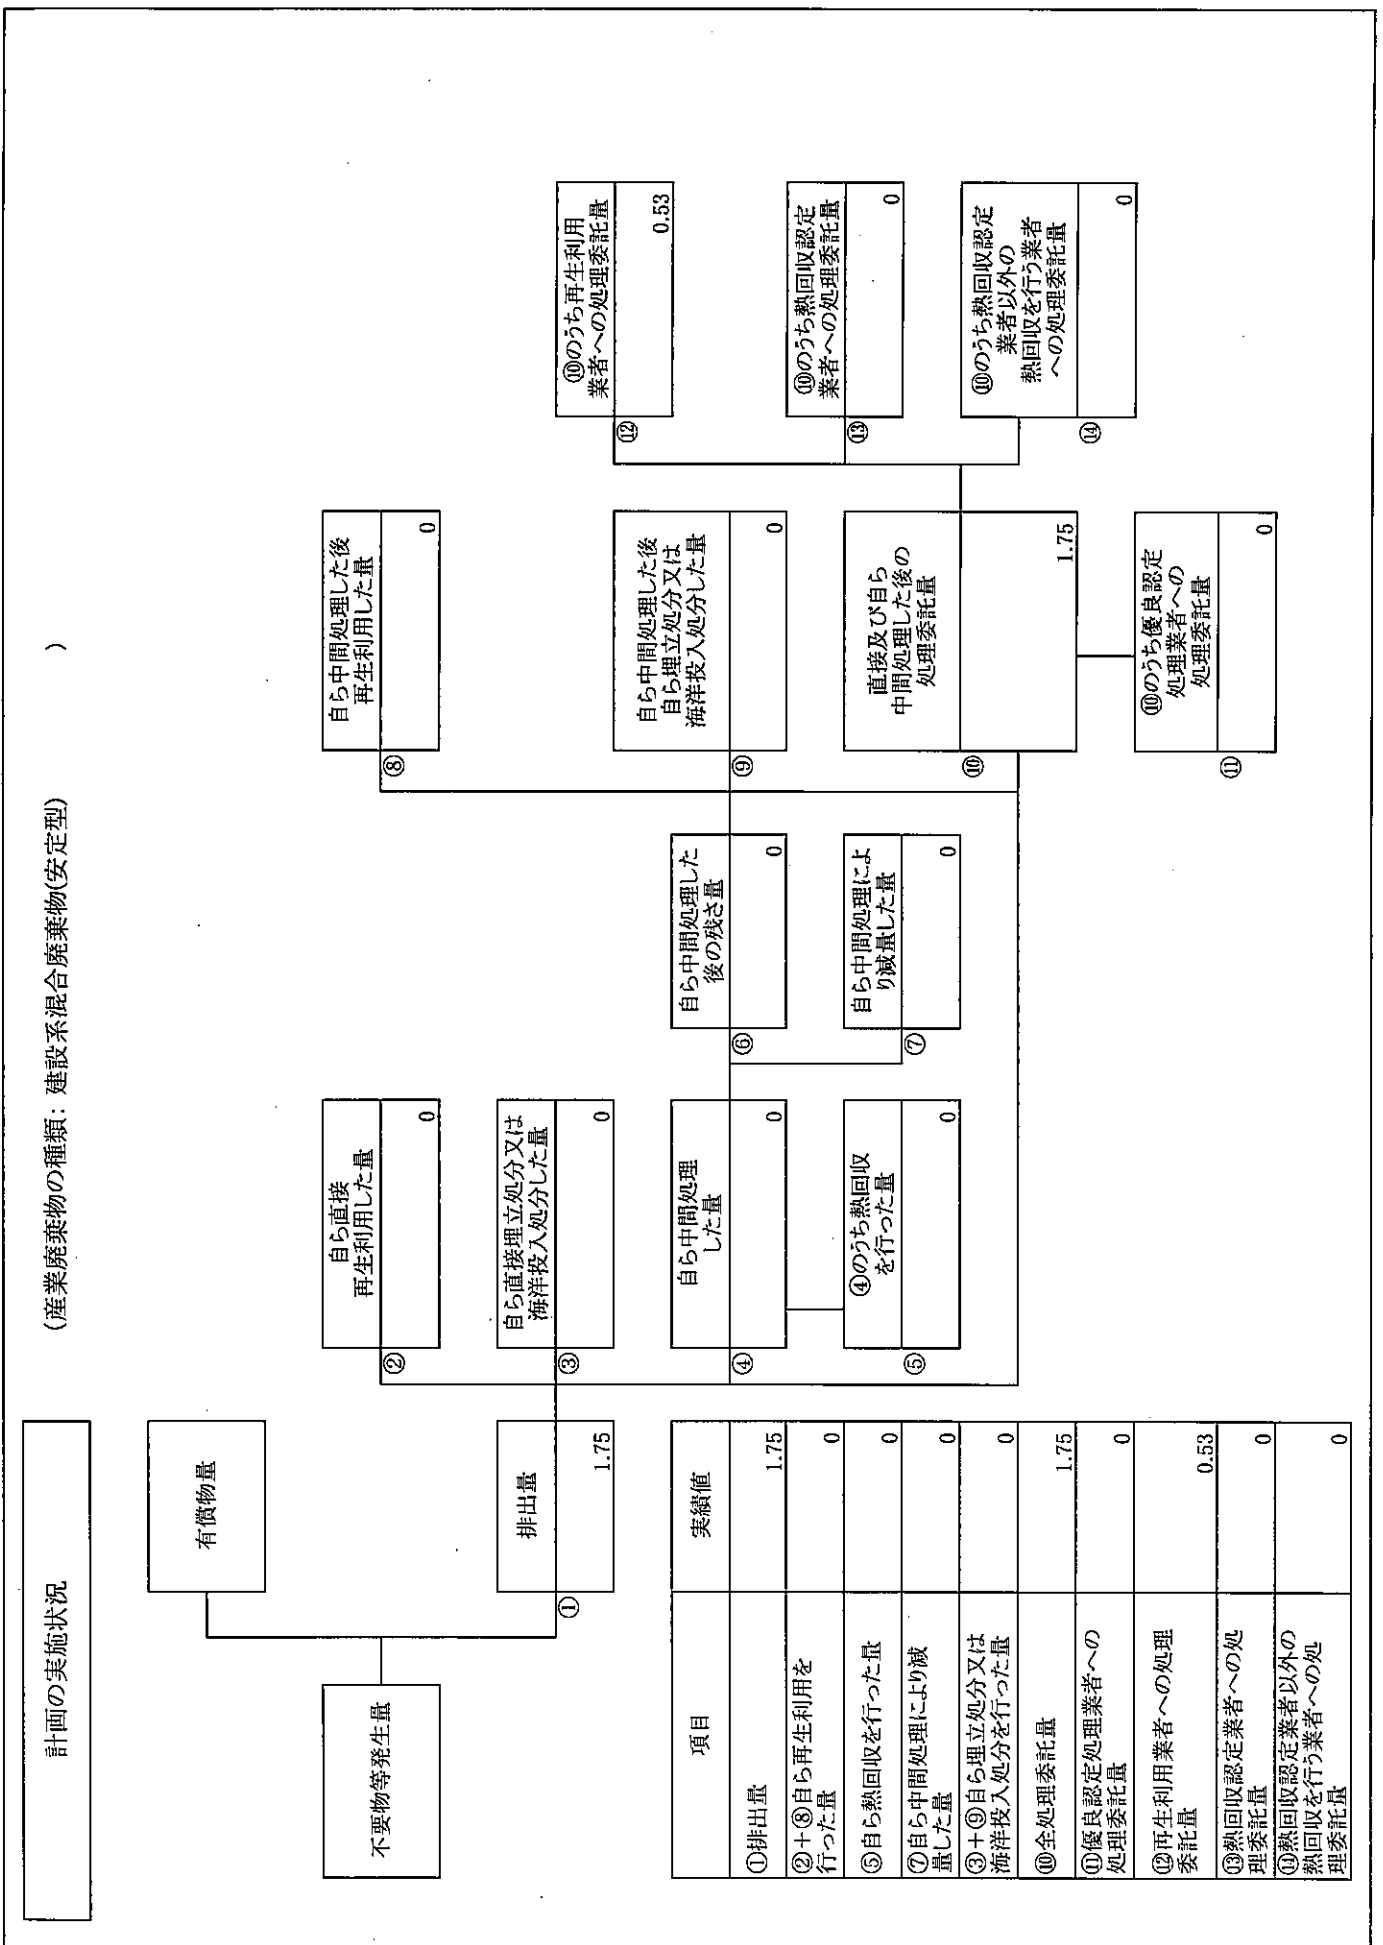 計画の実施状況
(産業廃棄物の種類: 建設系混合廃棄物(安定型)
)
不要物等発生量
有償物量
①
排出量
1.75
②
自ら直接
再生利用した量
0
③
自ら直接埋立処分又は
海洋投入処分した量
0
④
自ら中間処理
した量
0
⑤
④のうち熱回収
を行った量
0
⑥
自ら中間処理した
後の残さ量
0
⑦
自ら中間処理によ
り減量した量
0
⑧
自ら中間処理した後
再生利用した量
0
⑨
自ら中間処理した後
自ら埋立処分又は
海洋投入処分した量
0
⑩
直接及び自ら
中間処理した後の
処理委託量
1.75
⑪
⑩のうち優良認定
処理業者への
処理委託量
0
⑫
⑩のうち再生利用
業者への処理委託量
0.53
⑬
⑩のうち熱回収認定
業者への処理委託量
0
⑭
⑩のうち熱回収認定
業者以外の
熱回収を行う業者
への処理委託量
0
項目 実績値
①排出量 1.75
②+⑧自ら再生利用を
行った量 0
⑤自ら熱回収を行った量 0
⑦自ら中間処理により減
量した量 0
③+⑨自ら埋立処分又は
海洋投入処分を行った量 0
⑩全処理委託量 1.75
⑪優良認定処理業者への
処理委託量 0
⑫再生利用業者への処理
委託量 0.53
⑬熱回収認定業者への処
理委託量 0
⑭熱回収認定業者以外の
熱回収を行う業者への処
理委託量 0